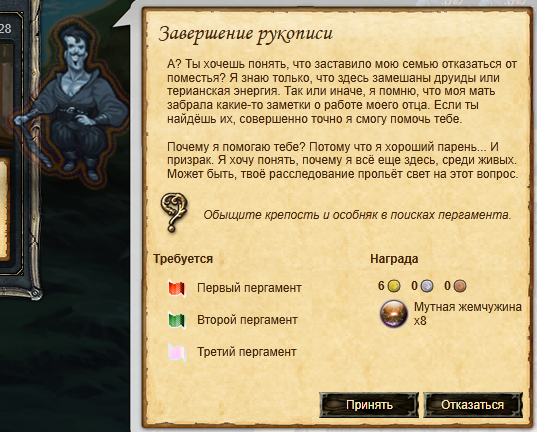 28
Завершение рукописи
А? Ты хочешь понять, что заставило мою семью отказаться от
поместья? Я знаю только, что здесь замешаны друиды или
терианская энергия. Так или иначе, я помню, что моя мать
забрала какие-то заметки о работе моего отца. Если ты
найдёшь их, совершенно точно я смогу помочь тебе.
Почему я помогаю тебе? Потому что я хороший парень... И
призрак. Я хочу понять, почему я всё еще здесь, среди живых.
Может быть, твоё расследование прольёт свет на этот вопрос.
Обыщите крепость и особняк в поисках пергамента.
Требуется
Награда
Первый пергамент
6 0 0
Второй пергамент
Мутная жемчужина
x8
Третий пергамент
Принять
Отказаться